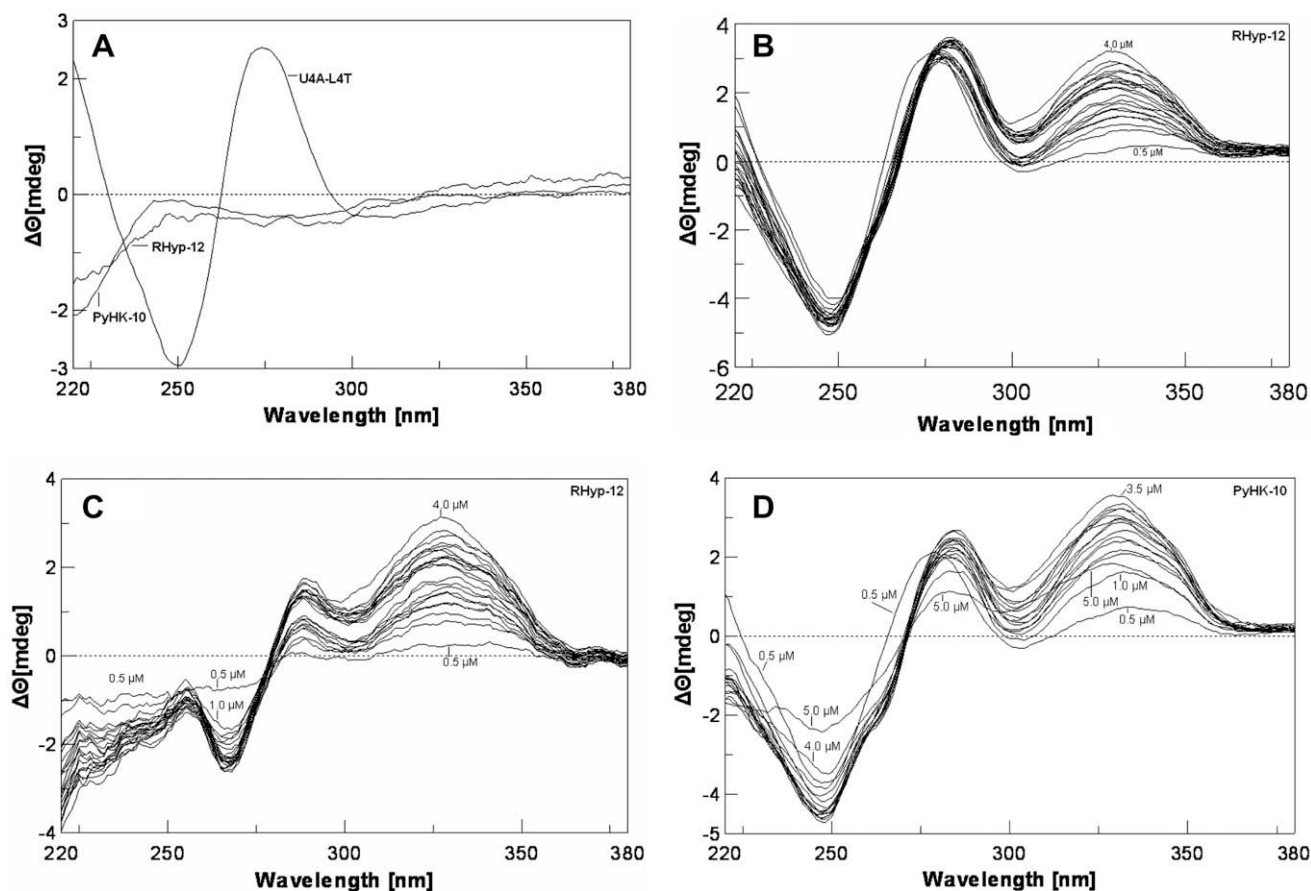 A
3
2
0
-2
-3
ΔΘ[mdeg]
U4A-L4T
RHyp-12
PyHK-10
220
250
300
350
380
Wavelength [nm]
B
RHyp-12
4
2
0
-2
-4
-6
ΔΘ[mdeg]
4.0 µM
0.5 µM
220
250
300
350
380
Wavelength [nm]
C
RHyp-12
4
2
0
-2
-4
ΔΘ[mdeg]
4.0 µM
0.5 µM
0.5 µM
1.0 µM
0.5 µM
220
250
300
350
380
Wavelength [nm]
D
PyHK-10
4
2
0
-2
-4
-5
ΔΘ[mdeg]
3.5 µM
0.5 µM
5.0 µM
5.0 µM
1.0 µM
0.5 µM
0.5 µM
5.0 µM
4.0 µM
220
250
300
350
380
Wavelength [nm]